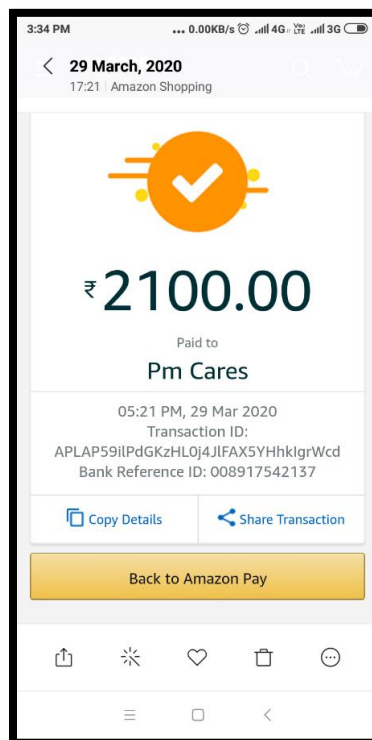 3:34 PM ... 0.00KB/s 4G Vo LTE 3G
29 March, 2020
17:21 | Amazon Shopping
₹2100.00
Paid to
Pm Cares
05:21 PM, 29 Mar 2020
Transaction ID:
APLAP59ilPdGKzHL0j4JlFAX5YHhkIgrWcd
Bank Reference ID: 008917542137
Copy Details Share Transaction
Back to Amazon Pay